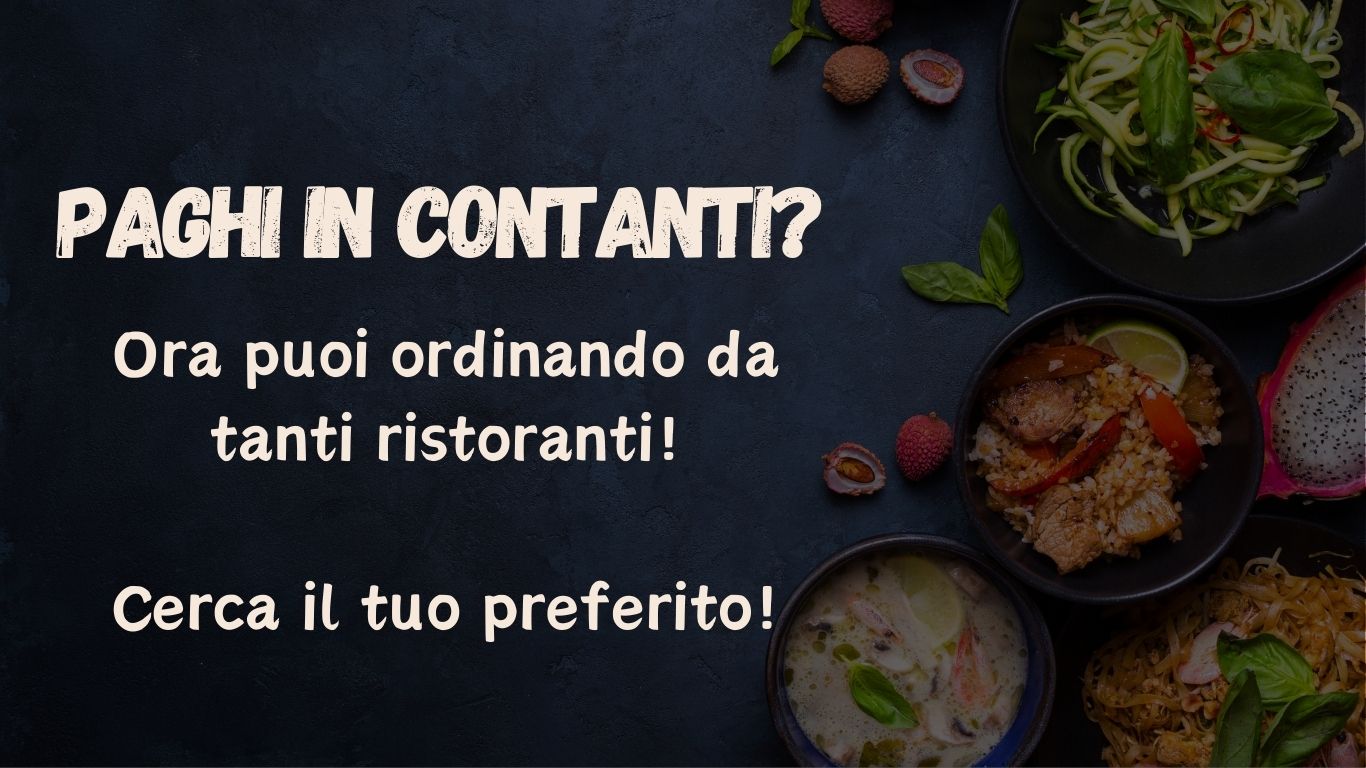 PAGHI IN CONTANTI?
Ora puoi ordinando da
tanti ristoranti!
Cerca il tuo preferito!